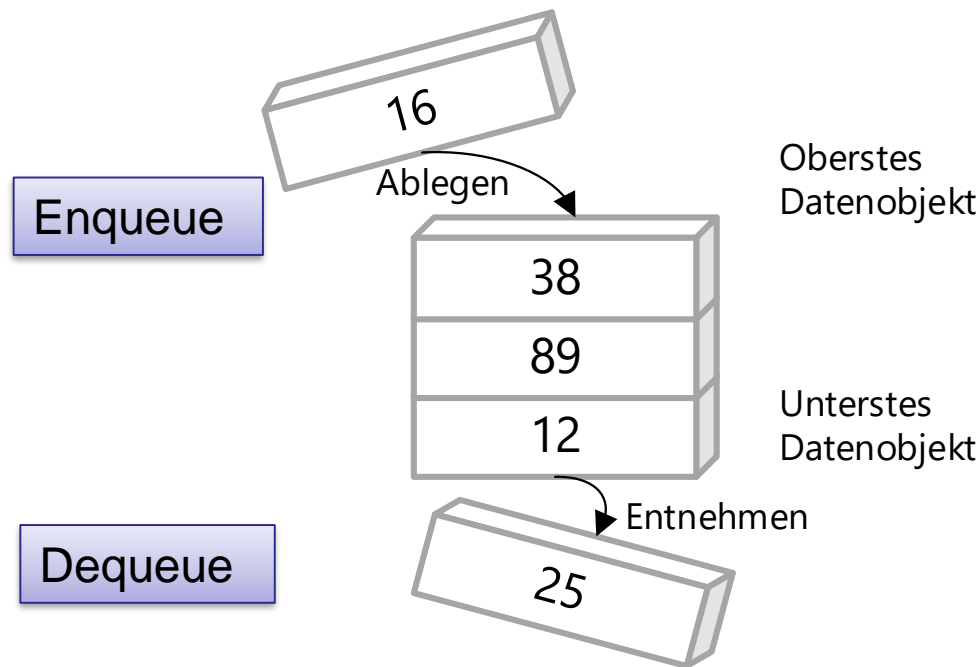 16
Ablegen
Oberstes
Datenobjekt
Enqueue
38
89
12
Unterstes
Datenobjekt
Entnehmen
Dequeue
25